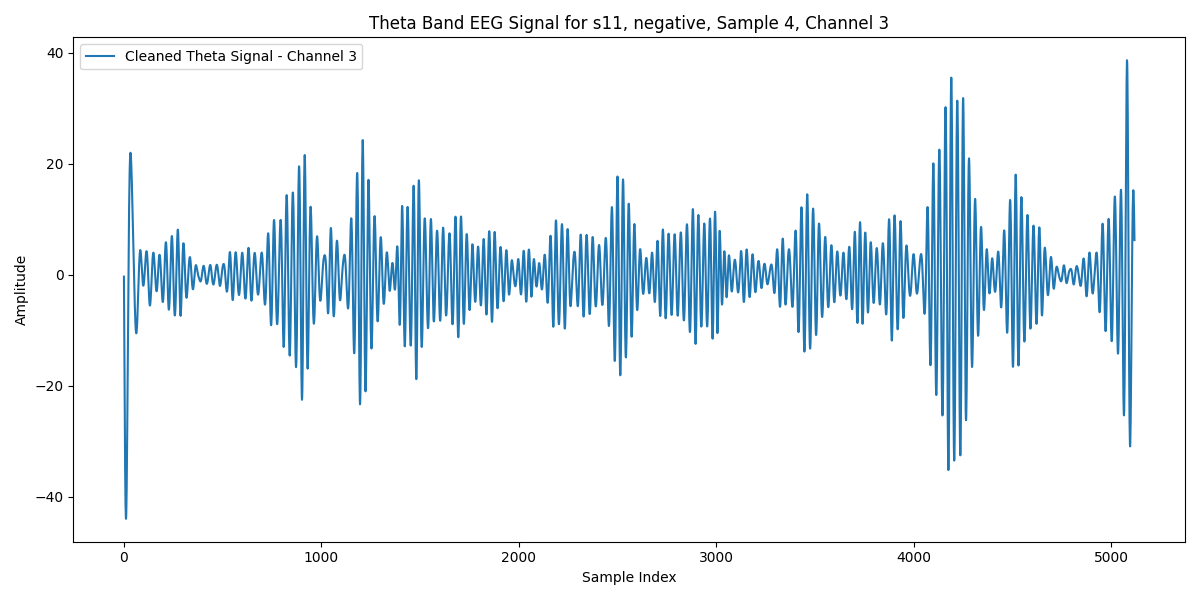 Theta Band EEG Signal for s11, negative, Sample 4, Channel 3
Cleaned Theta Signal - Channel 3
Amplitude
40
20
0
−20
−40
0 1000 2000 3000 4000 5000
Sample Index